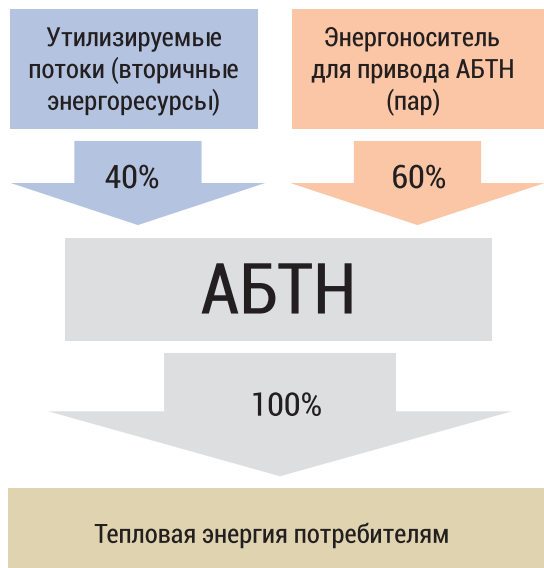 Утилизируемые
потоки (вторичные
энергоресурсы)
Энергоноситель
для привода АБТН
(пар)
40%
60%
АБТН
100%
Тепловая энергия потребителям